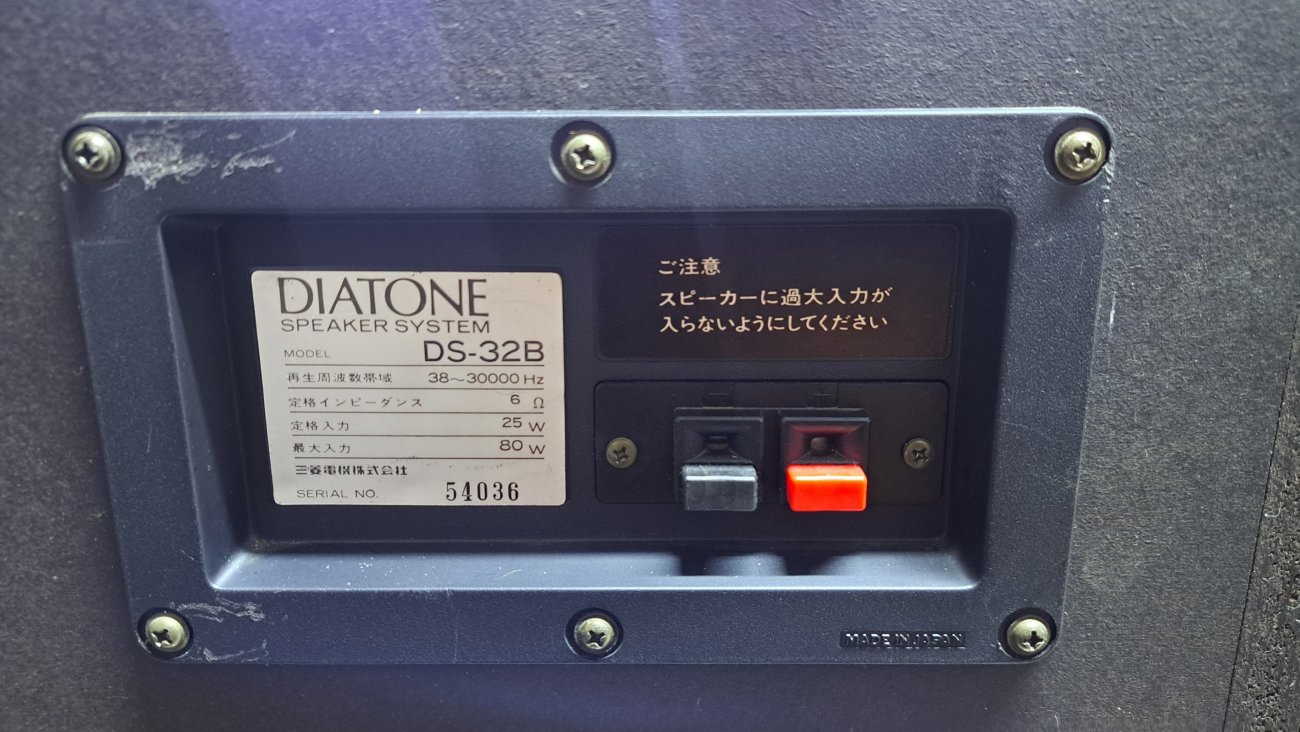 DIATONE
SPEAKER SYSTEM
MODEL DS-32B
再生周波数帯域 38～30000 Hz
定格インピーダンス 6 Ω
定格入力 25 W
最大入力 80 W
三菱電機株式会社
SERIAL NO. 54036
ご注意
スピーカーに過大入力が
入らないようにしてください
− +
MADE IN JAPAN